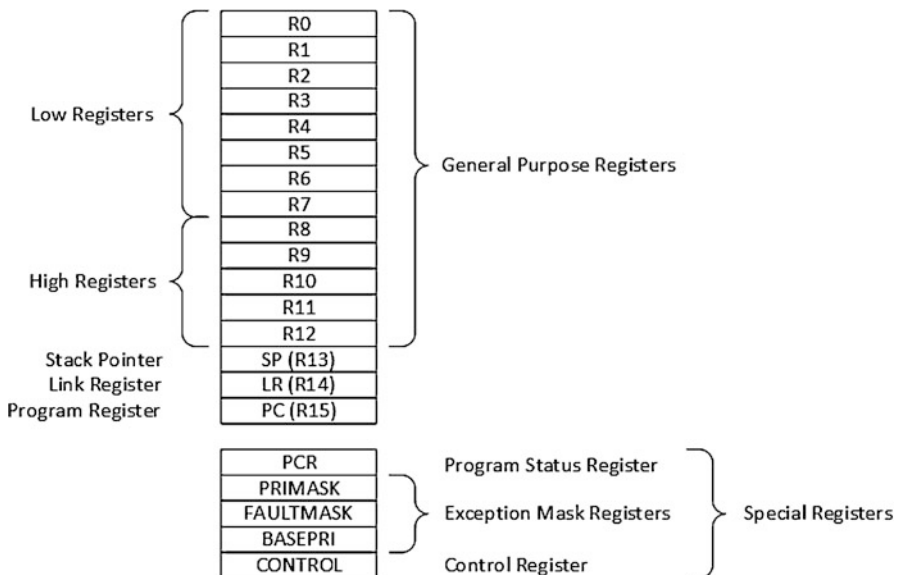 R0
R1
R2
R3
Low Registers
R4
R5
General Purpose Registers
R6
R7
R8
R9
High Registers
R10
R11
R12
Stack Pointer SP (R13)
Link Register LR (R14)
Program Register PC (R15)
PCR Program Status Register
PRIMASK
FAULTMASK Exception Mask Registers Special Registers
BASEPRI
CONTROL Control Register